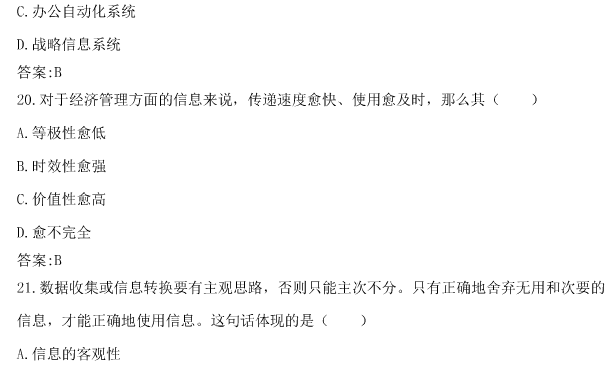 C.办公自动化系统
D.战略信息系统
答案:B
20.对于经济管理方面的信息来说，传递速度愈快、使用愈及时，那么其（　　）
A.等极性愈低
B.时效性愈强
C.价值性愈高
D.愈不完全
答案:B
21.数据收集或信息转换要有主观思路，否则只能主次不分。只有正确地舍弃无用和次要的
信息，才能正确地使用信息。这句话体现的是（　　）
A.信息的客观性